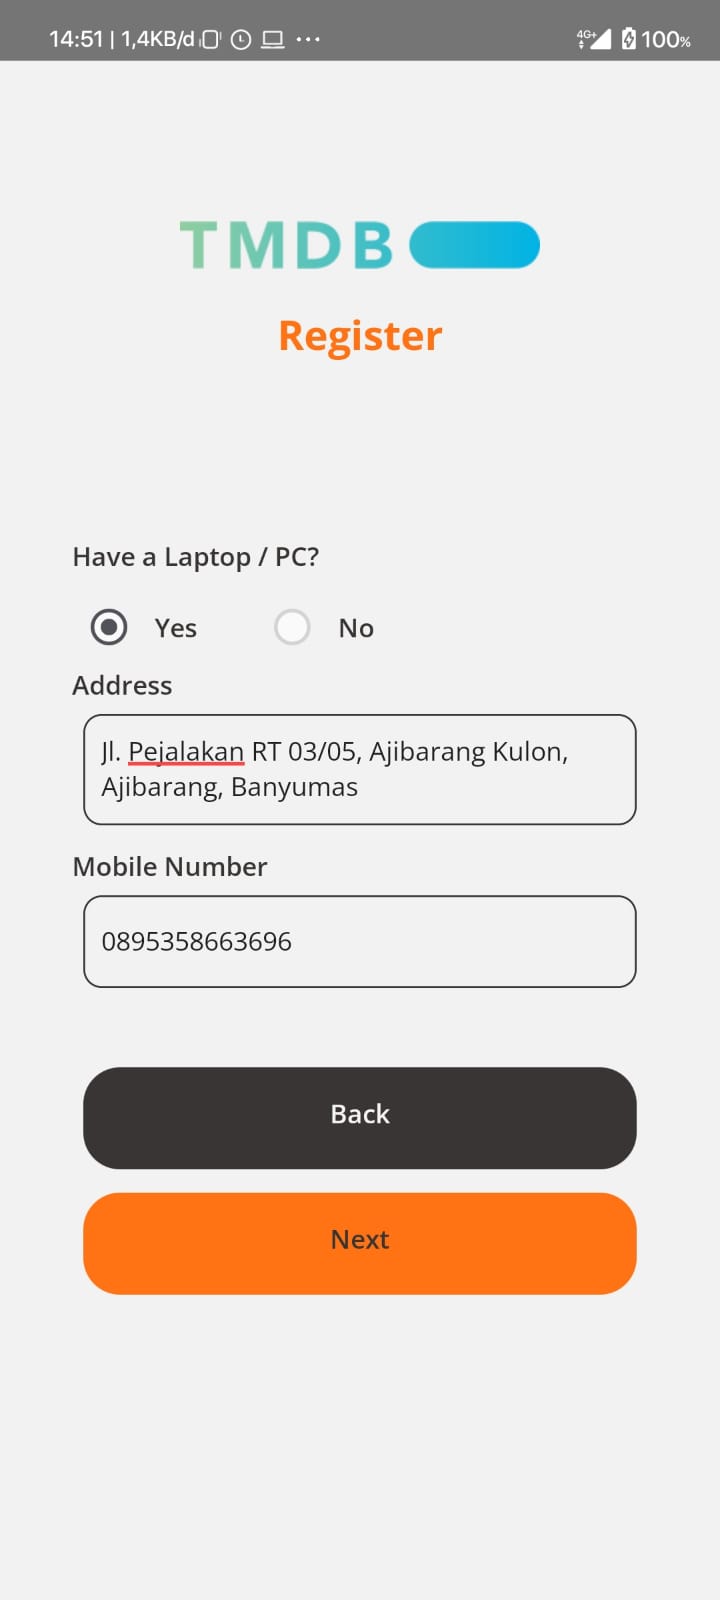 14:51 | 1,4KB/d ... 4G+ 100%
TMDB
Register
Have a Laptop / PC?
Yes No
Address
Jl. Pejalakan RT 03/05, Ajibarang Kulon,
Ajibarang, Banyumas
Mobile Number
0895358663696
Back
Next